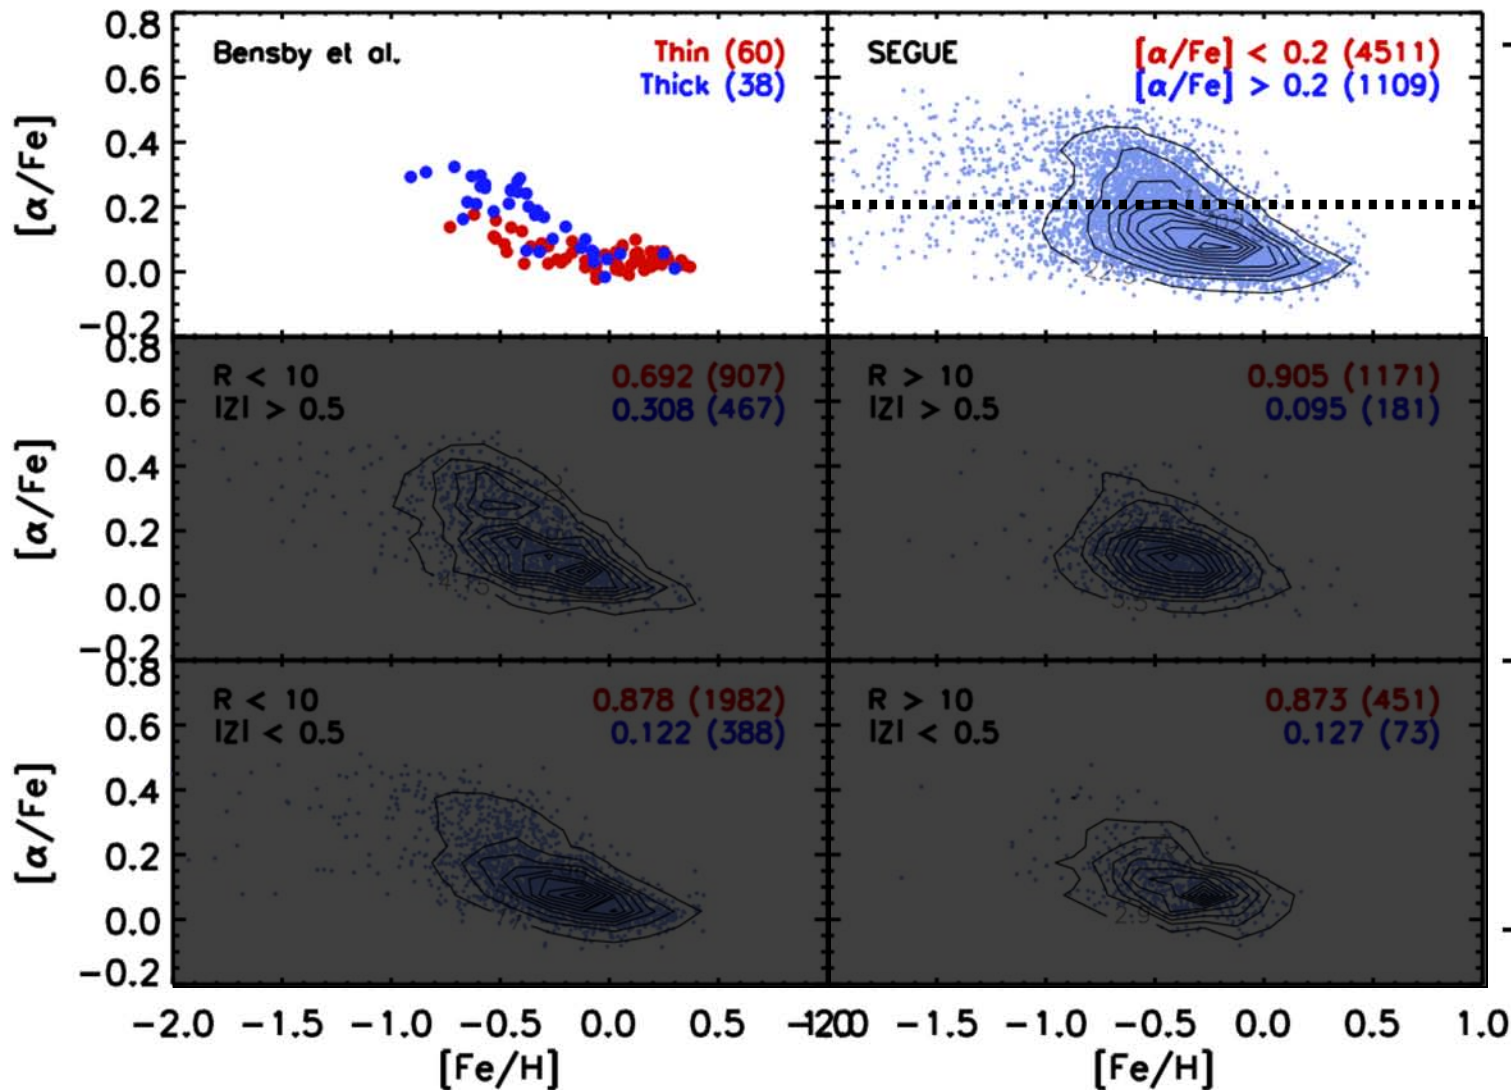 Bensby et al.
Thin (60)
Thick (38)
SEGUE
[α/Fe] < 0.2 (4511)
[α/Fe] > 0.2 (1109)
0.8
0.6
0.4
0.2
0.0
−0.2
[α/Fe]
R < 10
|Z| > 0.5
0.692 (907)
0.308 (467)
R > 10
|Z| > 0.5
0.905 (1171)
0.095 (181)
0.8
0.6
0.4
0.2
0.0
−0.2
[α/Fe]
R < 10
|Z| < 0.5
0.878 (1982)
0.122 (388)
R > 10
|Z| < 0.5
0.873 (451)
0.127 (73)
0.8
0.6
0.4
0.2
0.0
−0.2
[α/Fe]
−2.0 −1.5 −1.0 −0.5 0.0 0.5
−1.5 −1.0 −0.5 0.0 0.5 1.0
[Fe/H]
[Fe/H]